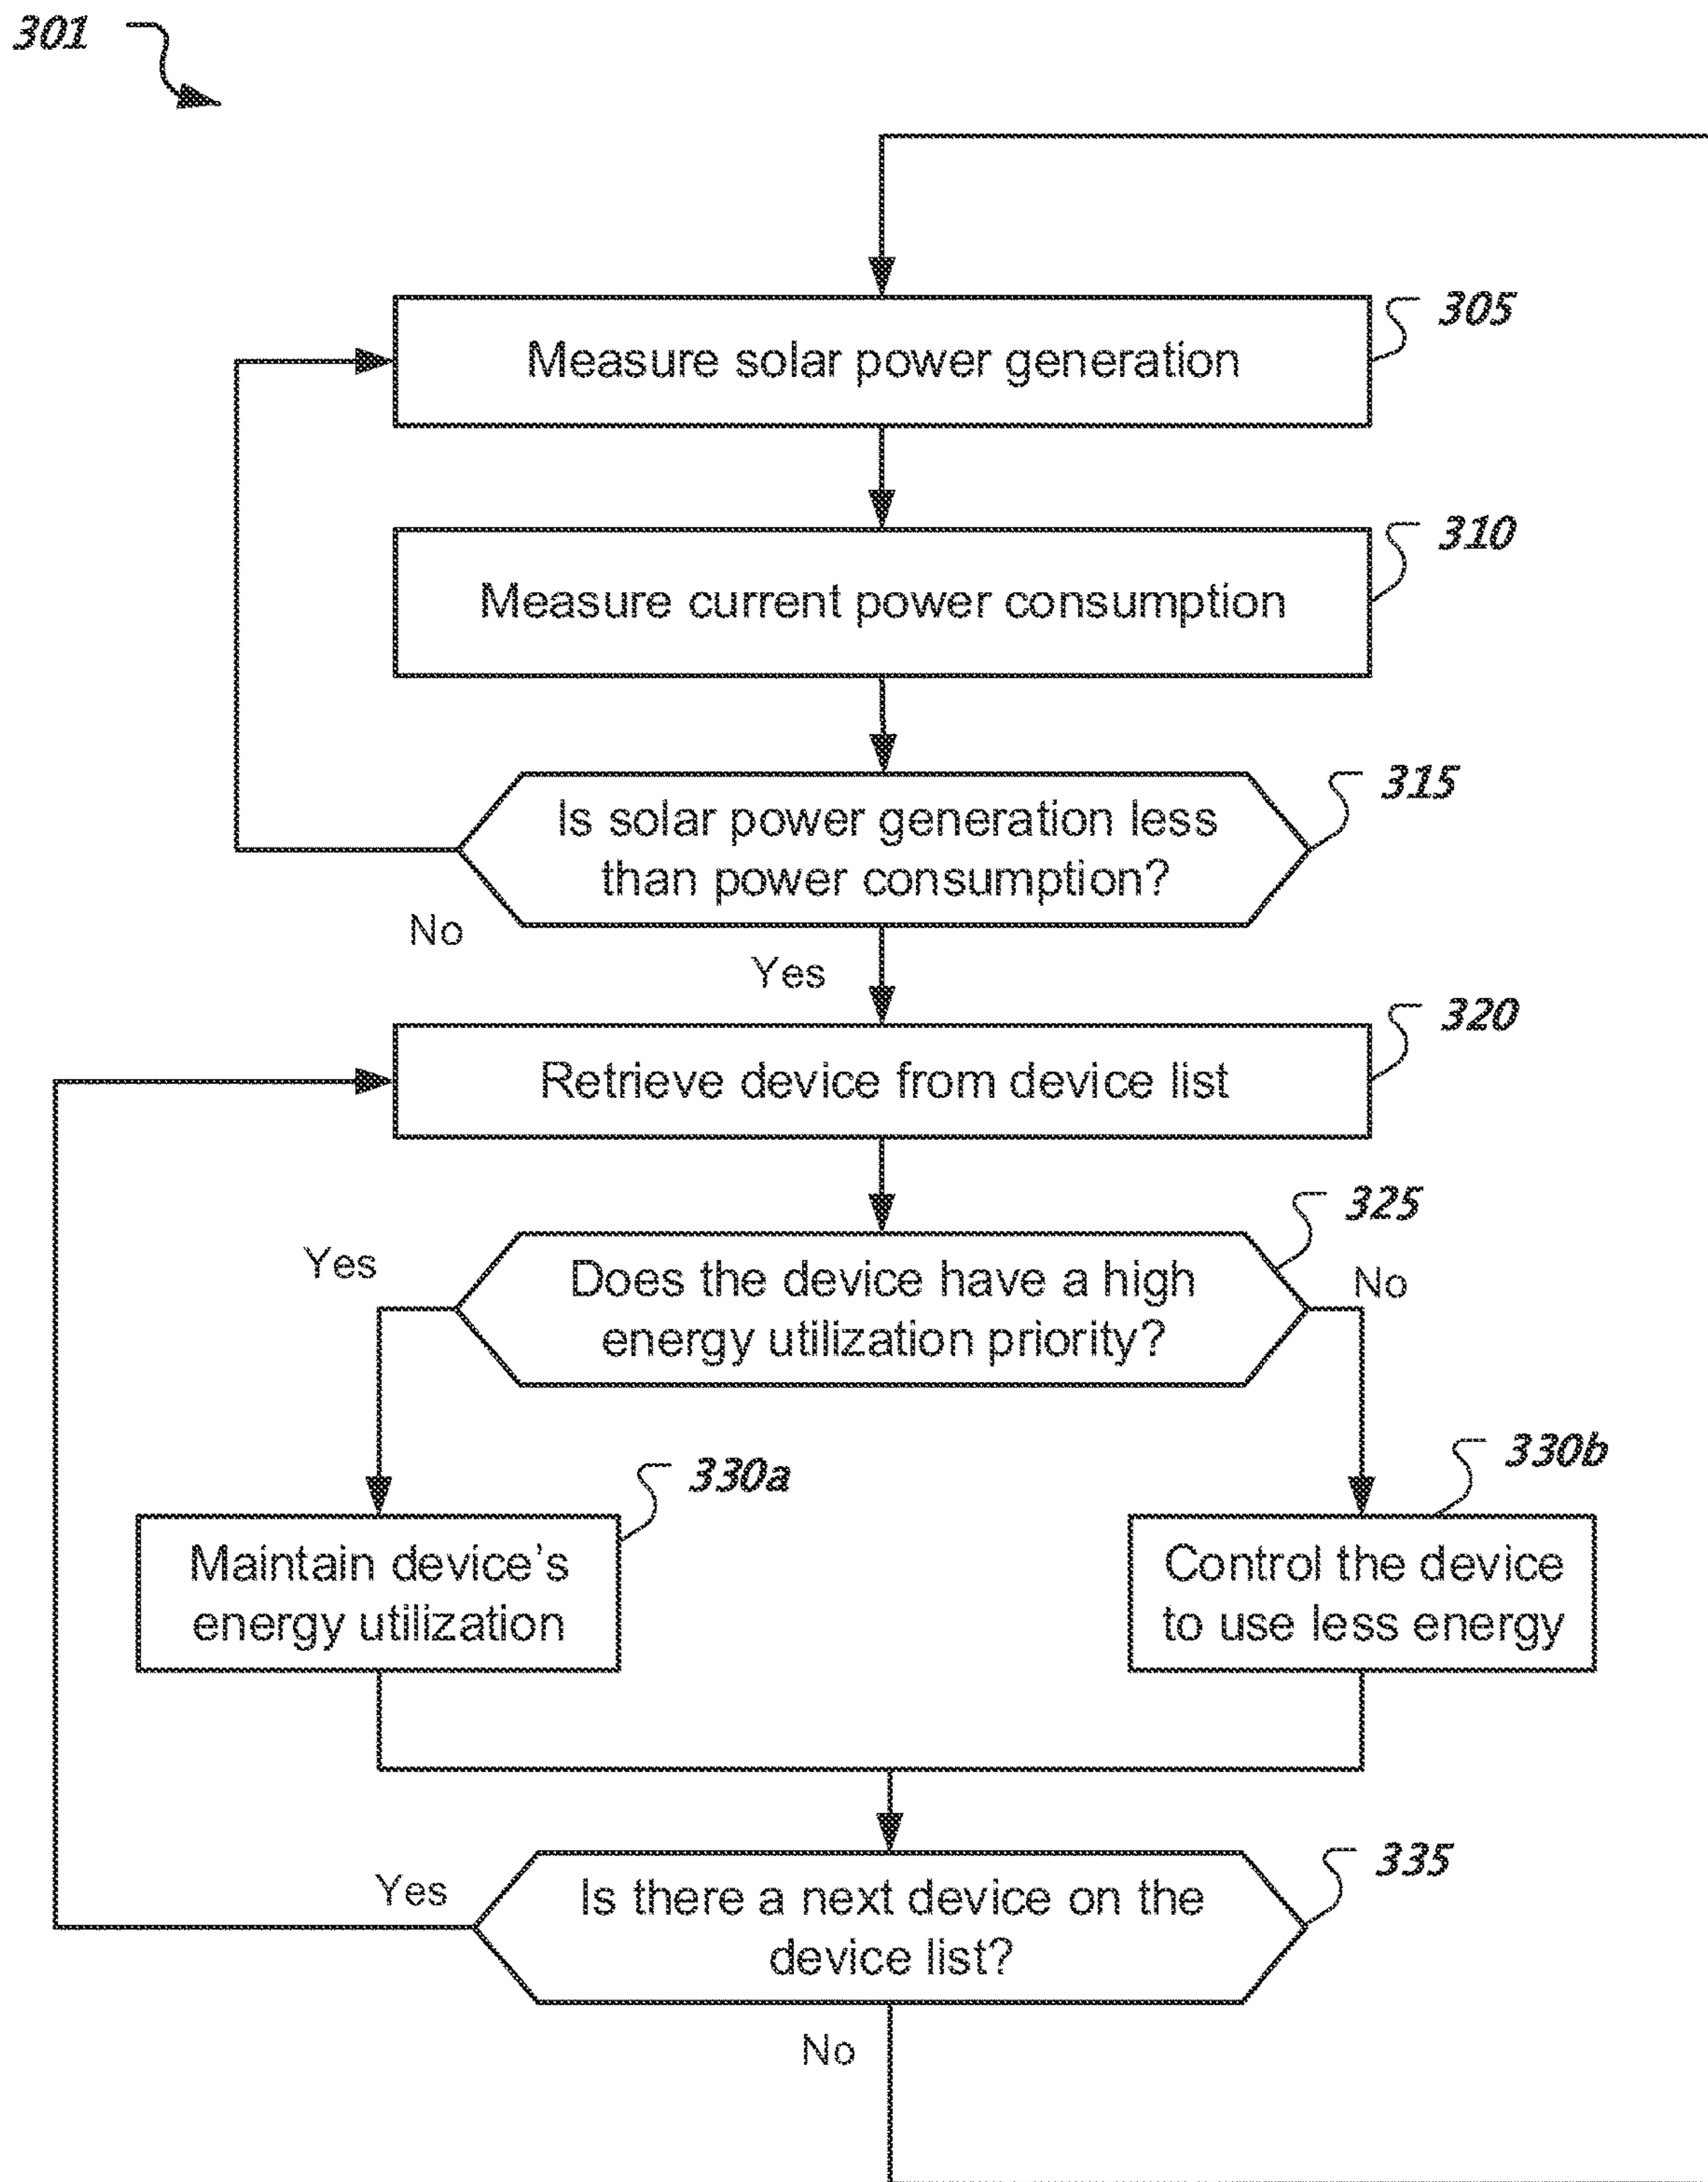 301
305
Measure solar power generation
310
Measure current power consumption
315
Is solar power generation less
than power consumption?
No
Yes
320
Retrieve device from device list
325
Yes
No
Does the device have a high
energy utilization priority?
330a
330b
Maintain device’s
energy utilization
Control the device
to use less energy
335
Yes
Is there a next device on the
device list?
No